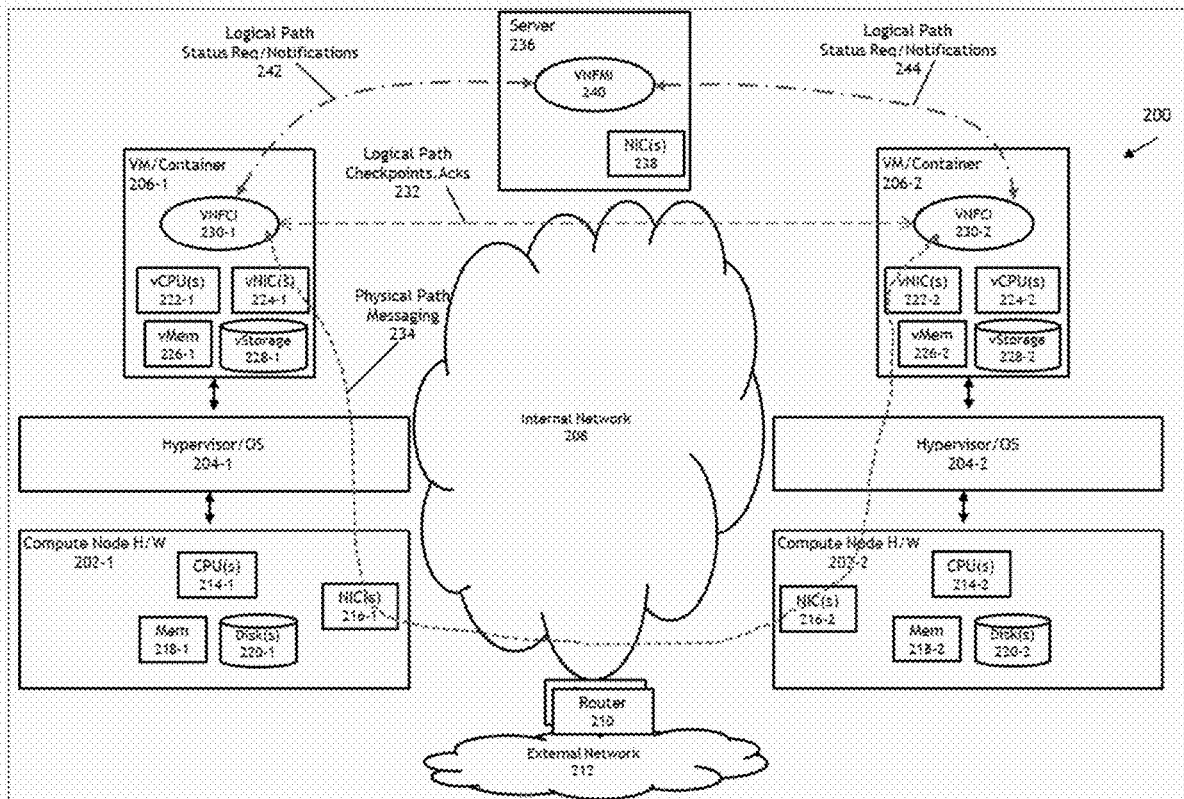 Server
236
VNFMI
240
NIC(s)
238
Logical Path
Status Req/Notifications
242
Logical Path
Status Req/Notifications
244
200
VM/Container
206-1
VNFCI
230-1
vCPU(s)
222-1
vNIC(s)
224-1
vMem
226-1
vStorage
228-1
Logical Path
Checkpoints,Acks
232
VM/Container
206-2
VNFCI
230-2
vNIC(s)
222-2
vCPU(s)
224-2
vMem
226-2
vStorage
228-2
Physical Path
Messaging
234
Internal Network
208
Hypervisor/OS
204-1
Hypervisor/OS
204-2
Compute Node H/W
202-1
CPU(s)
214-1
NIC(s)
216-1
Mem
218-1
Disk(s)
220-1
Compute Node H/W
202-2
CPU(s)
214-2
NIC(s)
216-2
Mem
218-2
Disk(s)
220-2
Router
210
External Network
212